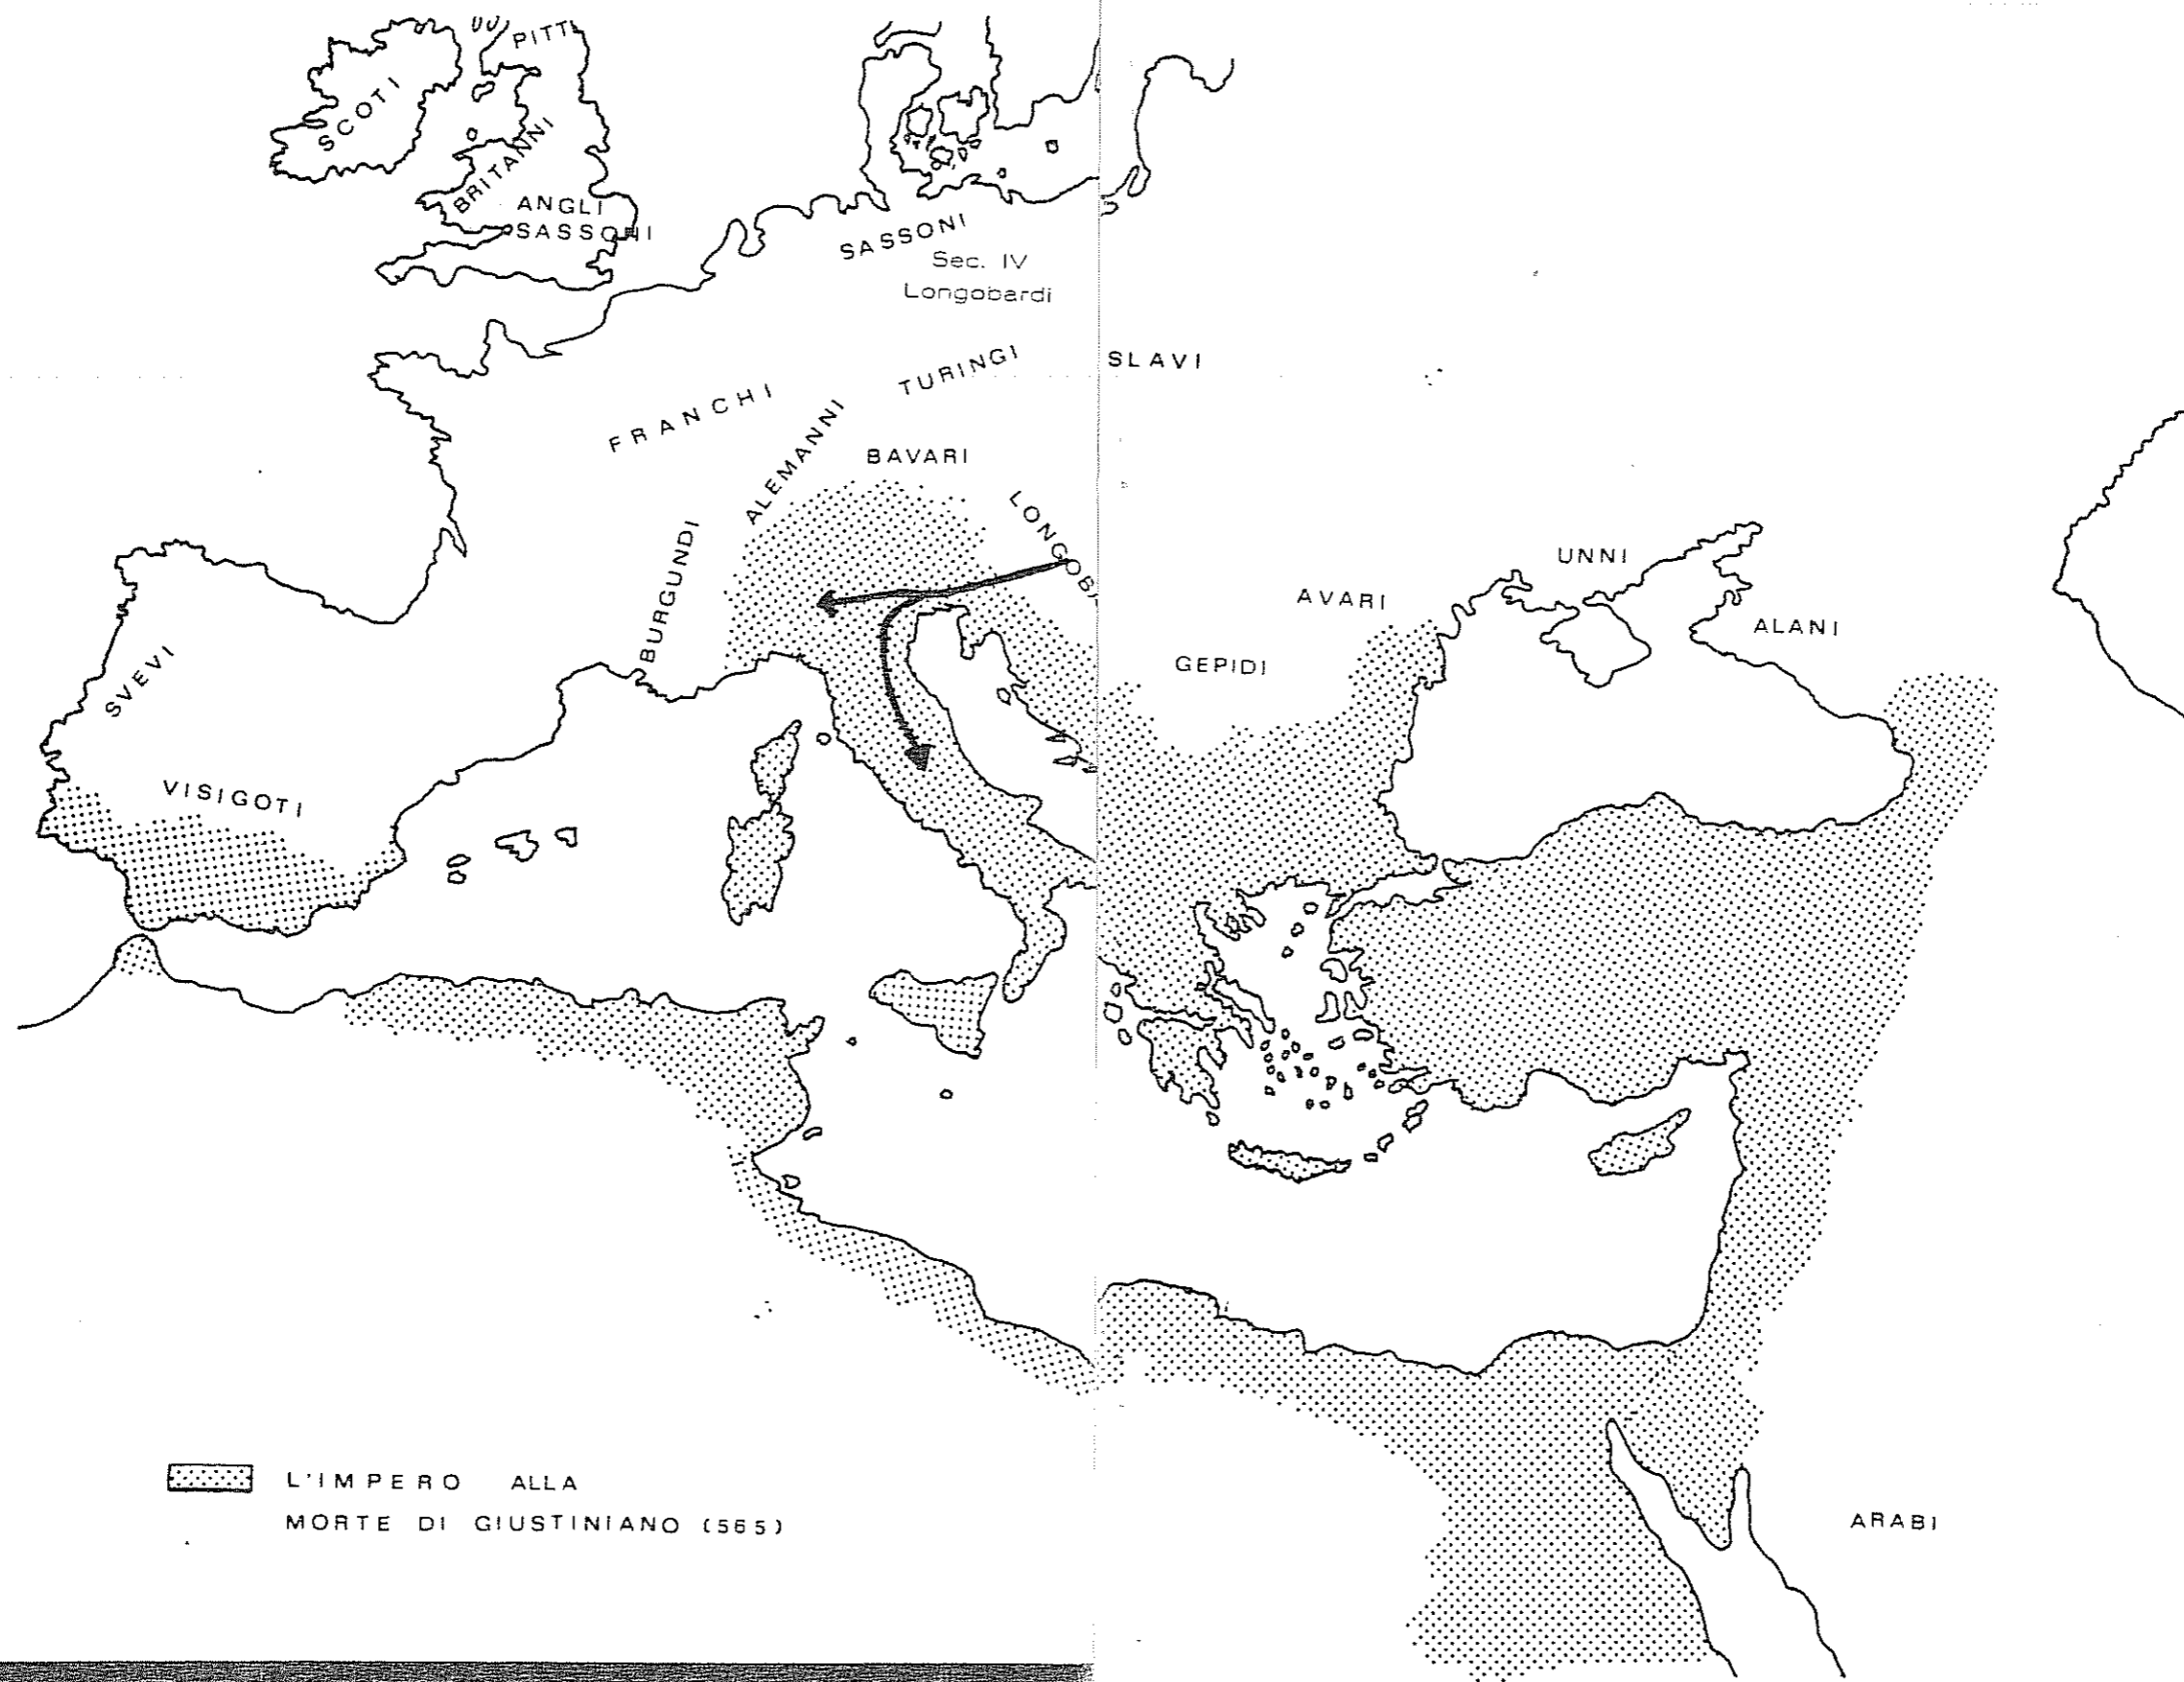 PITTI
SCOTI
BRITANNI
ANGLI
SASSONI
SASSONI
Sec. IV
Longobardi
TURINGI
SLAVI
FRANCHI
ALEMANNI
BAVARI
LONGOBA
BURGUNDI
UNNI
AVARI
ALANI
GEPIDI
SVEVI
VISIGOTI
L'IMPERO ALLA
MORTE DI GIUSTINIANO (565)
ARABI